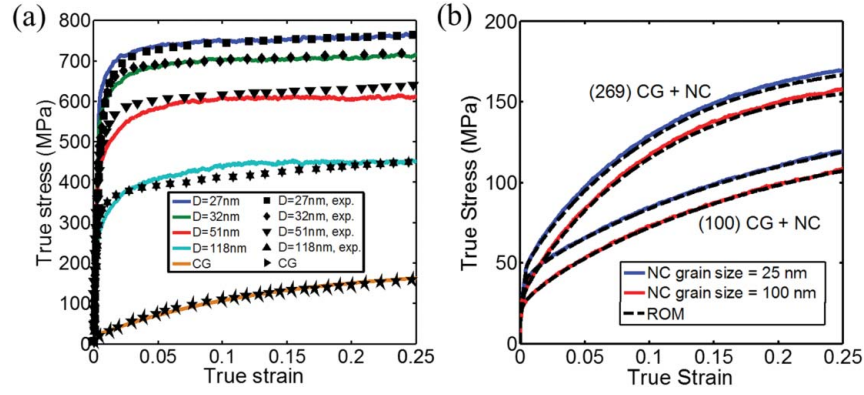 (a)
True stress (MPa)
800
700
600
500
400
300
200
100
0
D=27nm
D=32nm
D=51nm
D=118nm
CG
D=27nm, exp.
D=32nm, exp.
D=51nm, exp.
D=118nm, exp.
CG
0 0.05 0.1 0.15 0.2 0.25
True strain
(b)
True Stress (MPa)
200
150
100
50
0
(269) CG + NC
(100) CG + NC
NC grain size = 25 nm
NC grain size = 100 nm
ROM
0 0.05 0.1 0.15 0.2 0.25
True Strain